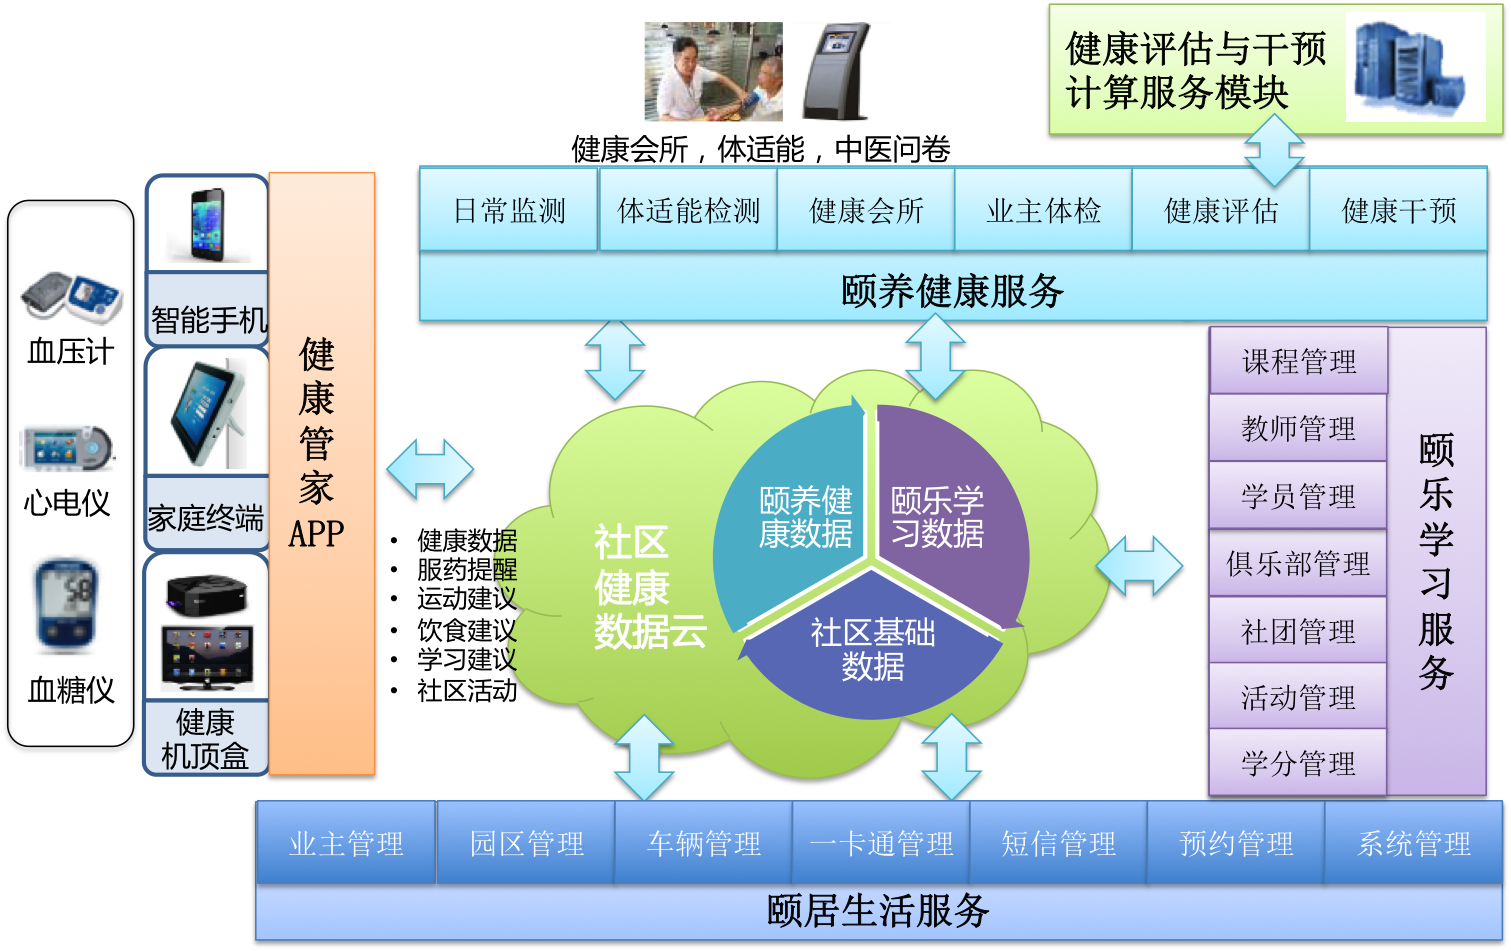 健康评估与干预
计算服务模块
健康会所，体适能，中医问卷
日常监测
体适能检测
健康会所
业主体检
健康评估
健康干预
颐养健康服务
血压计
心电仪
血糖仪
智能手机
家庭终端
健康
机顶盒
健
康
管
家
APP
• 健康数据
• 服药提醒
• 运动建议
• 饮食建议
• 学习建议
• 社区活动
社区
健康
数据云
颐养健
康数据
颐乐学
习数据
社区基础
数据
课程管理
教师管理
学员管理
俱乐部管理
社团管理
活动管理
学分管理
颐
乐
学
习
服
务
业主管理
园区管理
车辆管理
一卡通管理
短信管理
预约管理
系统管理
颐居生活服务